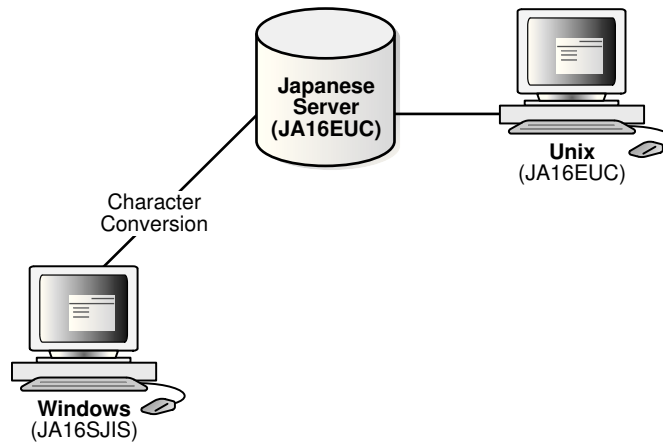 Japanese
Server
(JA16EUC)
Unix
(JA16EUC)
Character
Conversion
Windows
(JA16SJIS)